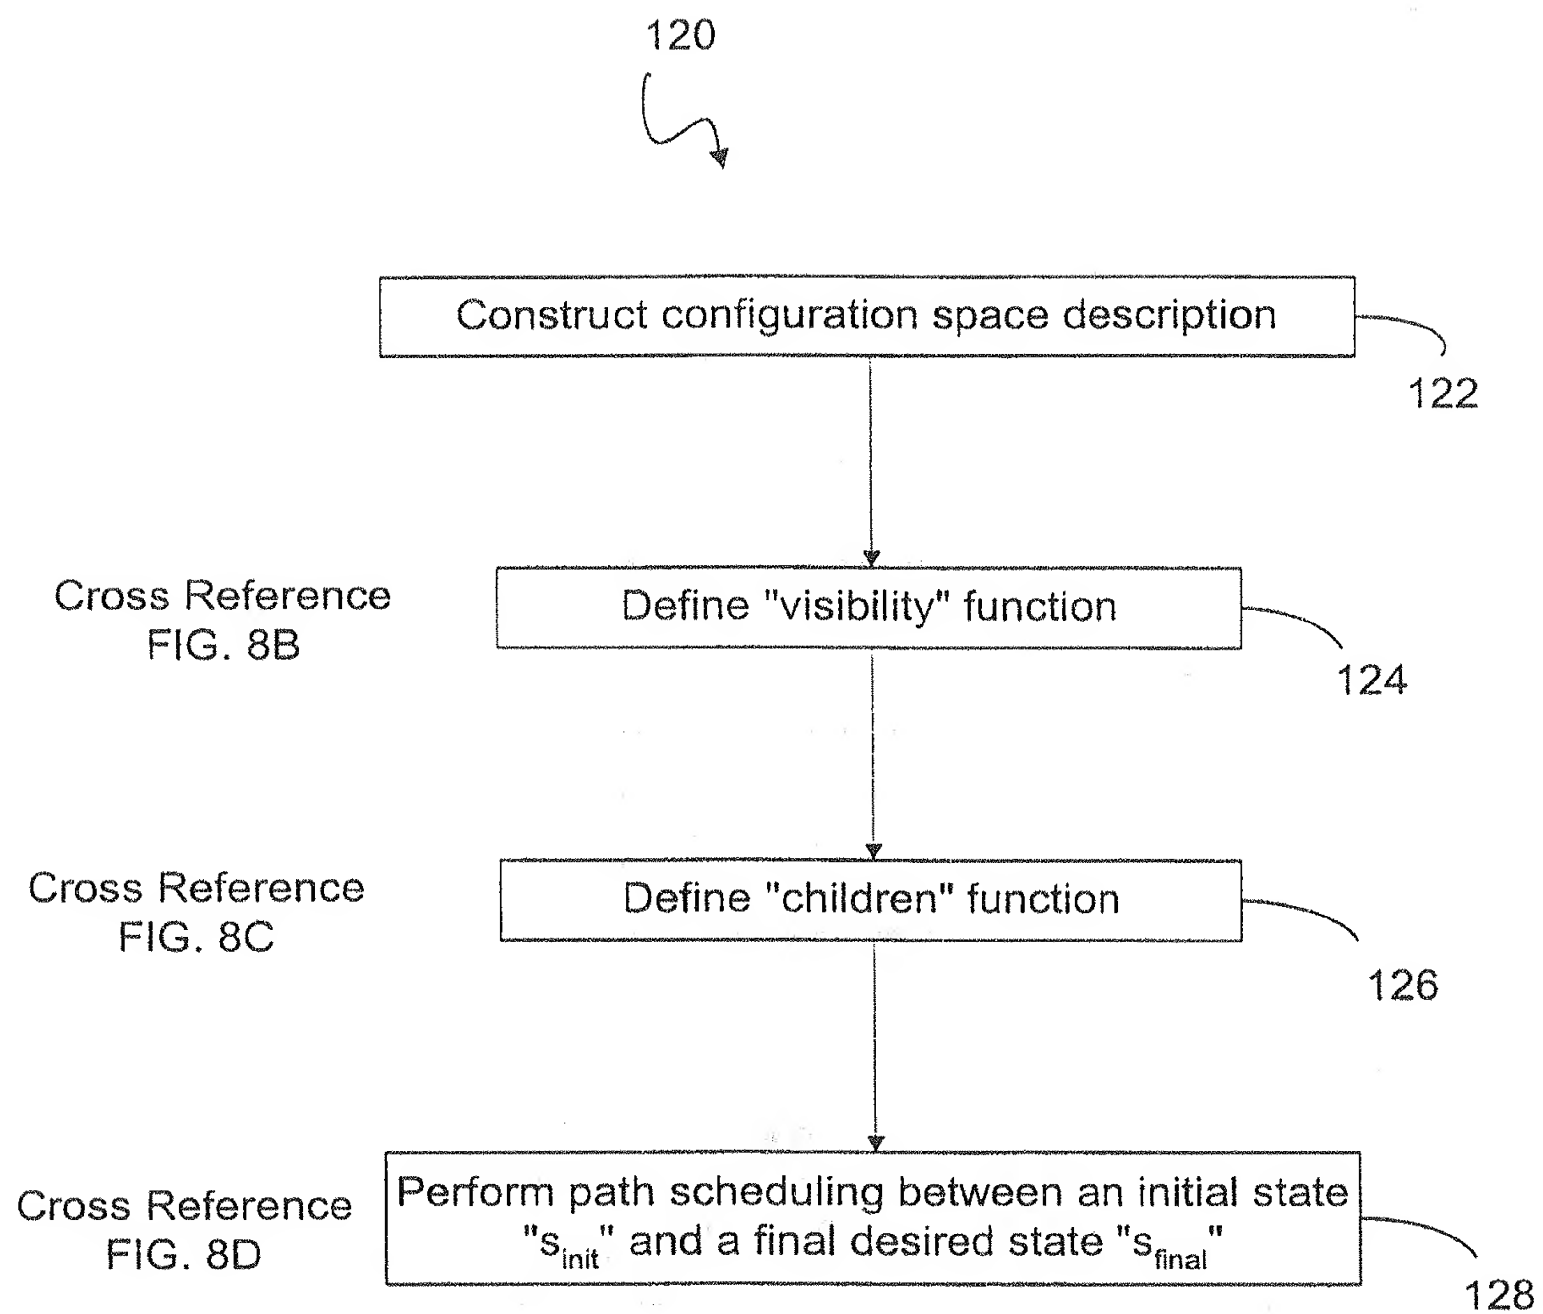 120
Construct configuration space description
122
Cross Reference
FIG. 8B
Define "visibility" function
124
Cross Reference
FIG. 8C
Define "children" function
126
Cross Reference
FIG. 8D
Perform path scheduling between an initial state
"s_init" and a final desired state "s_final"
128